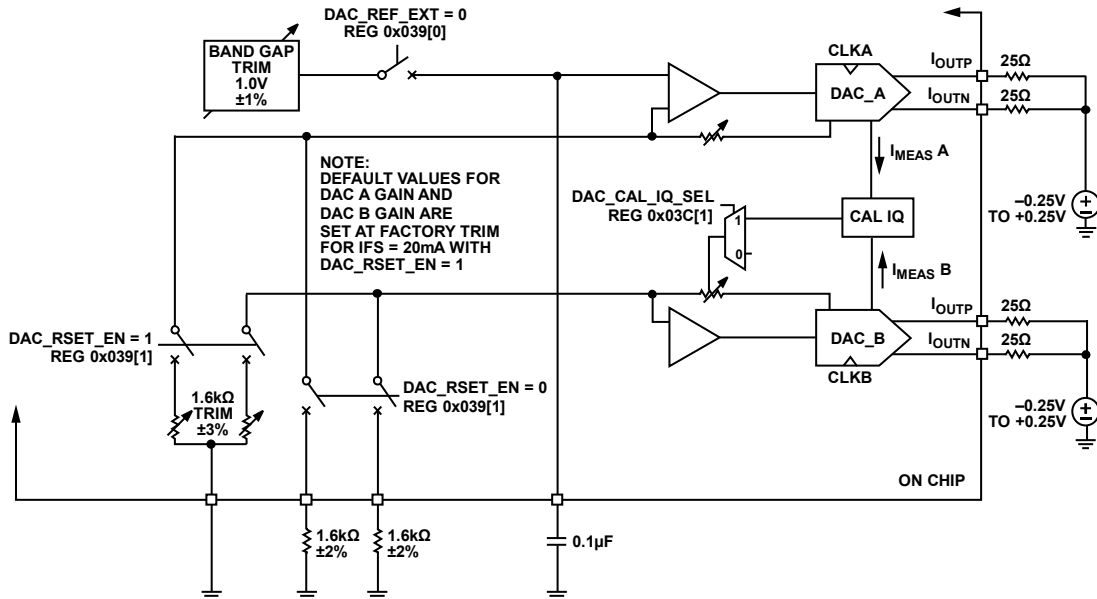 DAC_REF_EXT = 0
REG 0x039[0]
BAND GAP
TRIM
1.0V
±1%
CLKA
DAC_A
IOUTP
25Ω
IOUTN
25Ω
IMEAS A
NOTE:
DEFAULT VALUES FOR
DAC A GAIN AND
DAC B GAIN ARE
SET AT FACTORY TRIM
FOR IFS = 20mA WITH
DAC_RSET_EN = 1
DAC_CAL_IQ_SEL
REG 0x03C[1]
1
0
CAL IQ
–0.25V
TO +0.25V
IMEAS B
DAC_RSET_EN = 1
REG 0x039[1]
DAC_B
CLKB
IOUTP
25Ω
IOUTN
25Ω
1.6kΩ
TRIM
±3%
DAC_RSET_EN = 0
REG 0x039[1]
–0.25V
TO +0.25V
ON CHIP
1.6kΩ
±2%
1.6kΩ
±2%
0.1µF